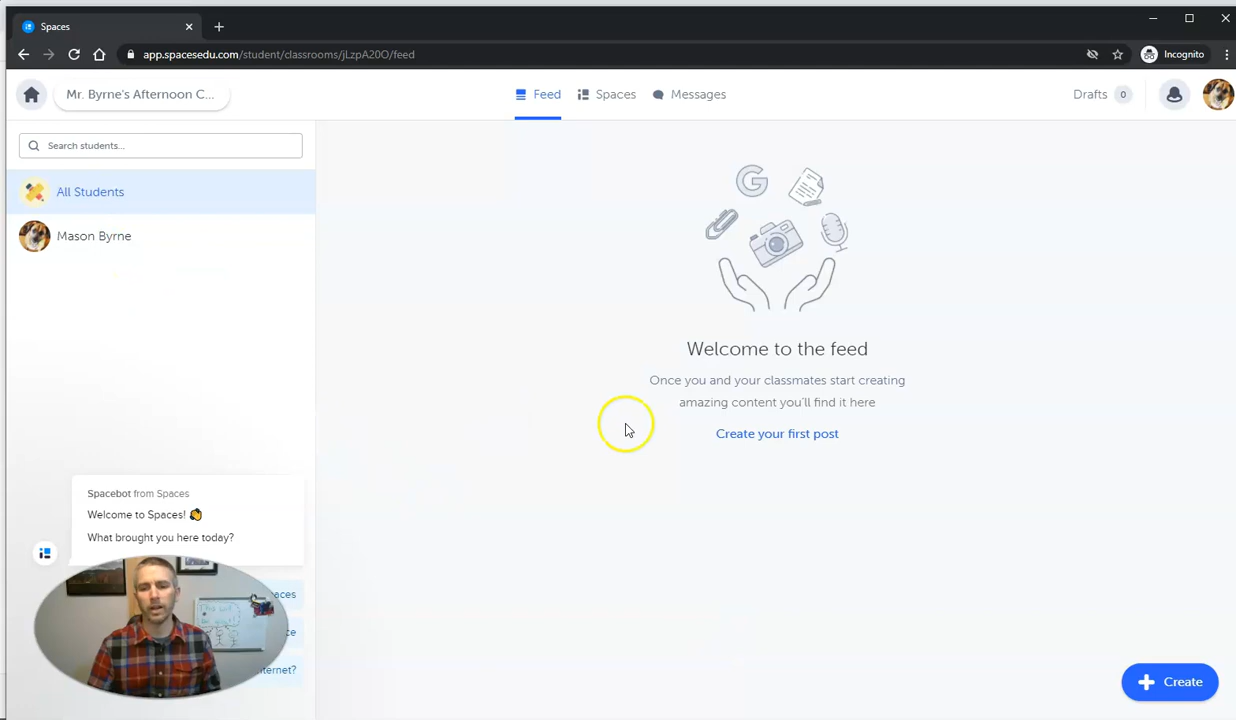 Spaces
app.spacesedu.com/student/classrooms/jLzpA20O/feed
Incognito
Mr. Byrne's Afternoon C...
Feed
Spaces
Messages
Drafts 0
Search students...
All Students
Mason Byrne
Welcome to the feed
Once you and your classmates start creating
amazing content you'll find it here
Create your first post
Spacebot from Spaces
Welcome to Spaces!
What brought you here today?
Create